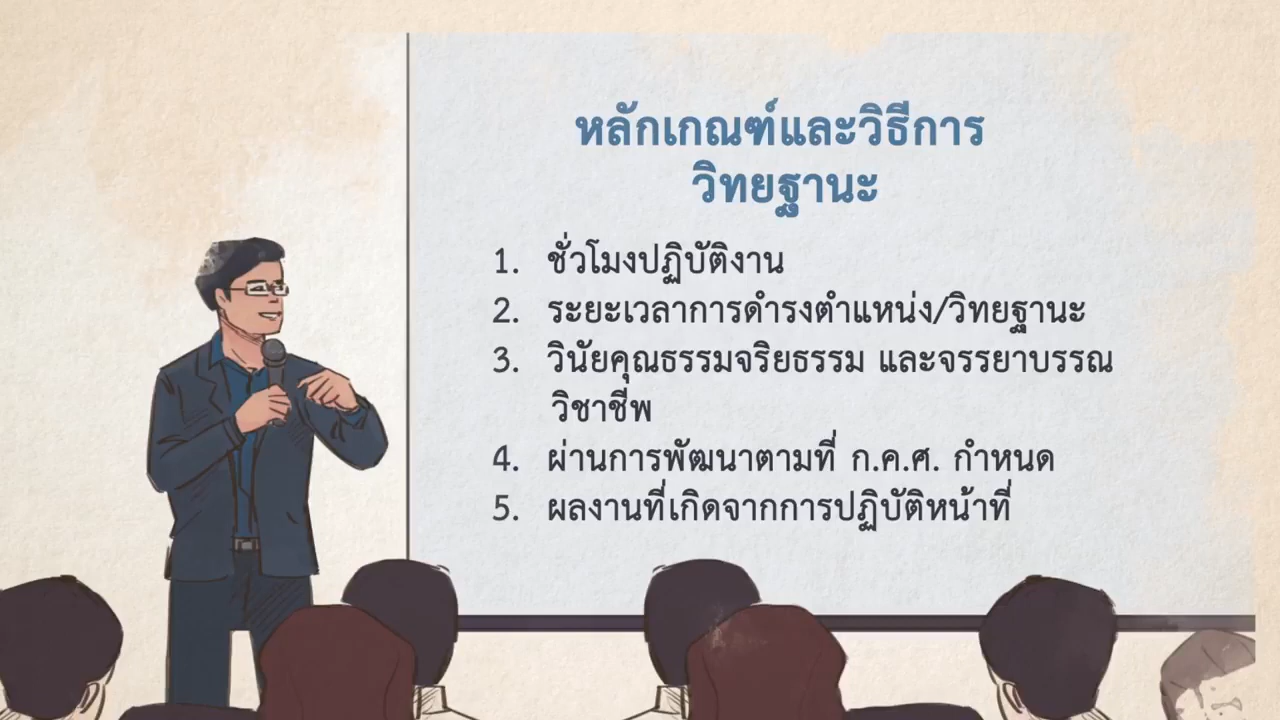 หลักเกณฑ์และวิธีการ
วิทยฐานะ
1. ชั่วโมงปฏิบัติงาน
2. ระยะเวลาการดำรงตำแหน่ง/วิทยฐานะ
3. วินัยคุณธรรมจริยธรรม และจรรยาบรรณ
วิชาชีพ
4. ผ่านการพัฒนาตามที่ ก.ค.ศ. กำหนด
5. ผลงานที่เกิดจากการปฏิบัติหน้าที่